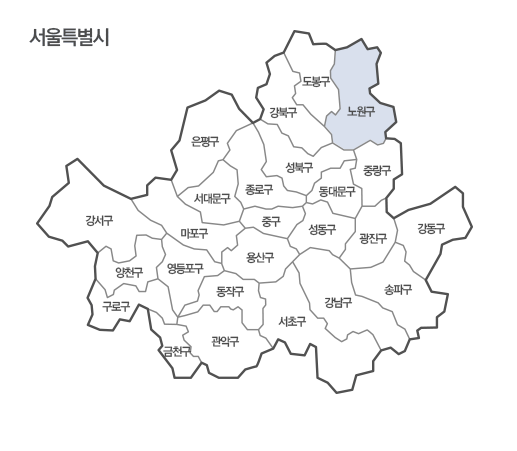 서울특별시
도봉구
노원구
강북구
은평구
성북구
중랑구
종로구
동대문구
서대문구
강서구
중구
성동구
강동구
마포구
광진구
용산구
영등포구
양천구
동작구
송파구
구로구
강남구
서초구
관악구
금천구